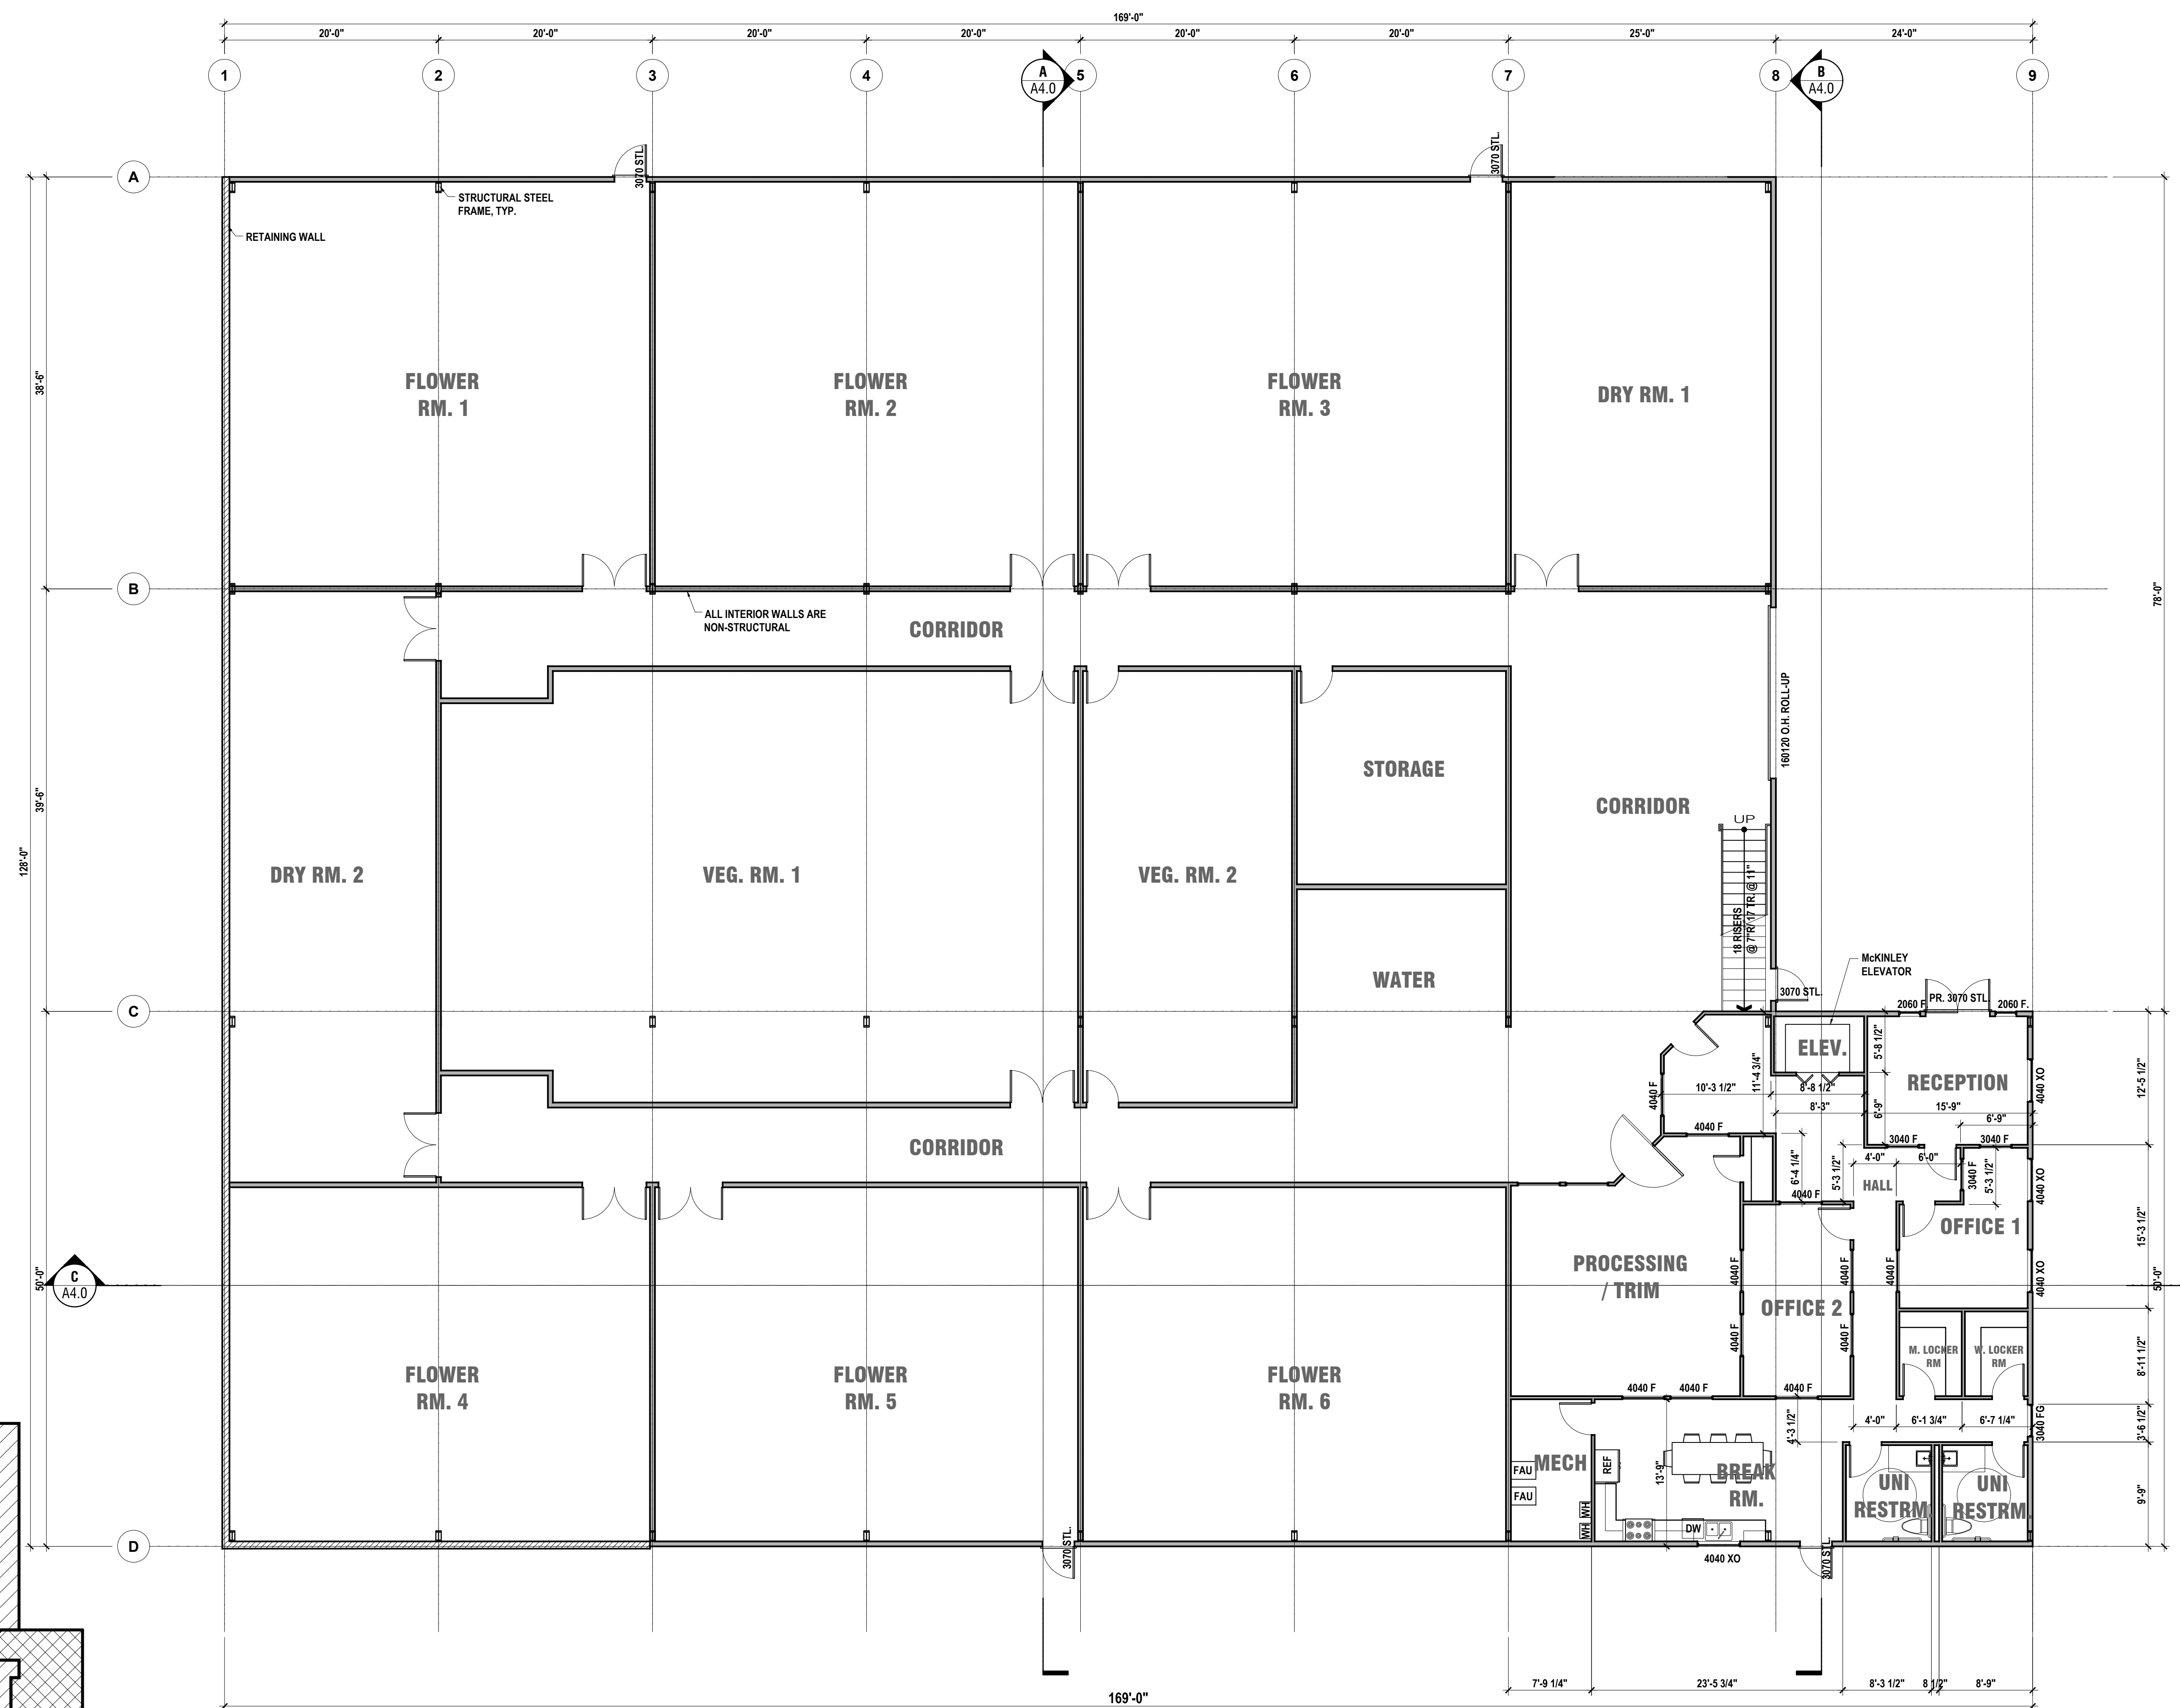 169'-0"
20'-0" 20'-0" 20'-0" 20'-0" 20'-0" 20'-0" 25'-0" 24'-0"
1 2 3 4 A A4.0 5 6 7 8 B A4.0 9
3070 STL.
3070 STL.
A
STRUCTURAL STEEL
FRAME, TYP.
RETAINING WALL
38'-6"
FLOWER
RM. 1
FLOWER
RM. 2
FLOWER
RM. 3
DRY RM. 1
B
78'-0"
ALL INTERIOR WALLS ARE
NON-STRUCTURAL
CORRIDOR
160120 O.H. ROLL-UP
39'-6"
128'-0"
STORAGE
CORRIDOR
UP
18 RISERS
@ 7"R/ 17 TR. @ 11"
DRY RM. 2
VEG. RM. 1
VEG. RM. 2
WATER
McKINLEY
ELEVATOR
3070 STL.
2060 F.
PR. 3070 STL.
2060 F.
C
ELEV.
5'-8 1/2"
RECEPTION
12'-5 1/2"
4040 XO
11'-4 3/4"
10'-3 1/2"
8'-8 1/2"
4040 F
8'-3"
6'-9"
15'-9"
6'-9"
4040 F
3040 F
3040 F
CORRIDOR
6'-4 1/4"
5'-3 1/2"
4'-0"
6'-0"
3040 F
5'-3 1/2"
4040 XO
HALL
4040 F
OFFICE 1
15'-3 1/2"
C
A4.0
50'-0"
PROCESSING
/ TRIM
4040 F
4040 F
4040 F
4040 XO
50'-0"
OFFICE 2
4040 F
4040 F
M. LOCKER
RM
W. LOCKER
RM
8'-11 1/2"
FLOWER
RM. 4
FLOWER
RM. 5
FLOWER
RM. 6
4040 F
4040 F
4040 F
4'-3 1/2"
4'-0"
6'-1 3/4"
6'-7 1/4"
3040 FG
3'-6 1/2"
FAU
FAU
MECH
REF
13'-9"
BREAK
RM.
UNI
RESTRM.
UNI
RESTRM.
9'-9"
WH
WH
DW
D
3070 STL.
4040 XO
3070 STL.
7'-9 1/4"
23'-5 3/4"
8'-3 1/2"
8 1/2"
8'-9"
169'-0"